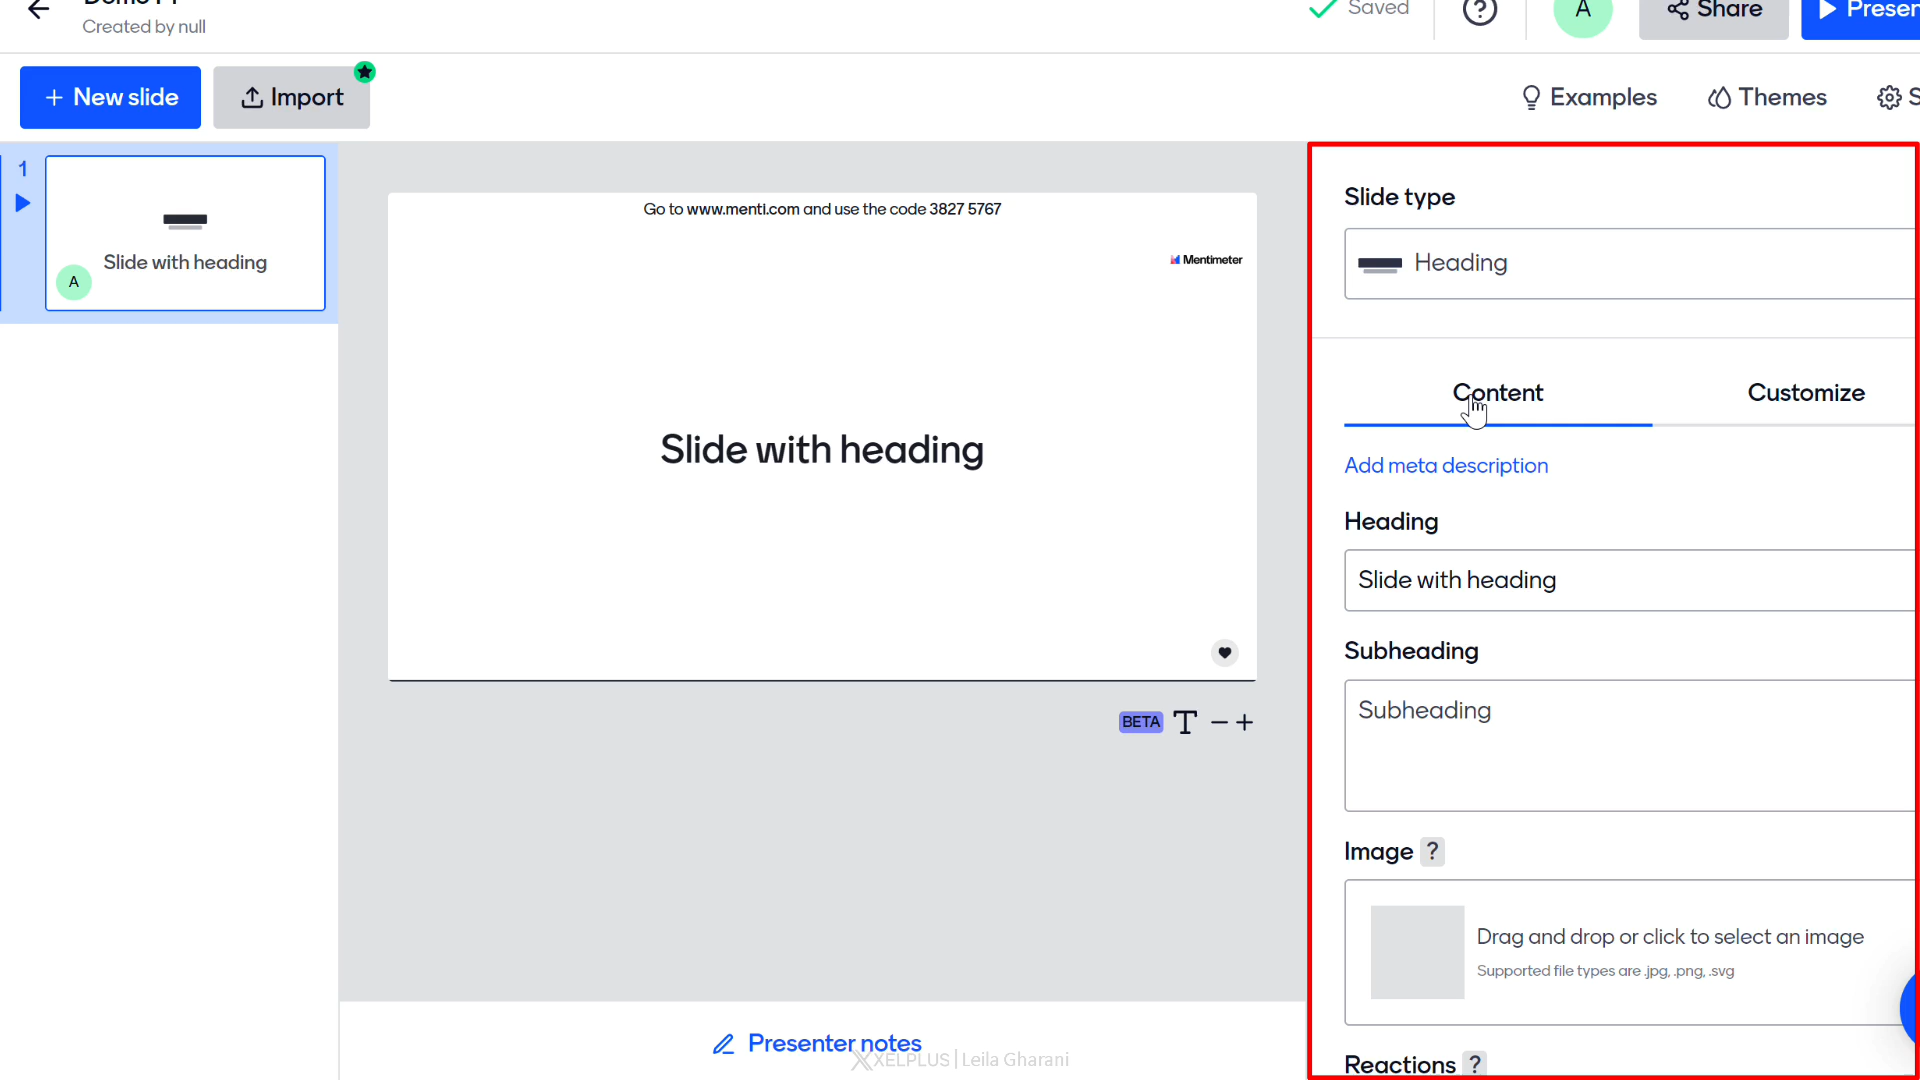 Created by null
Saved
A
Share
+ New slide
Import
Examples
Themes
1
Slide with heading
A
Go to www.menti.com and use the code 3827 5767
Mentimeter
Slide with heading
BETA T − +
Presenter notes
XELPLUS | Leila Gharani
Slide type
Heading
Content
Customize
Add meta description
Heading
Slide with heading
Subheading
Subheading
Image ?
Drag and drop or click to select an image
Supported file types are .jpg, .png, .svg
Reactions ?